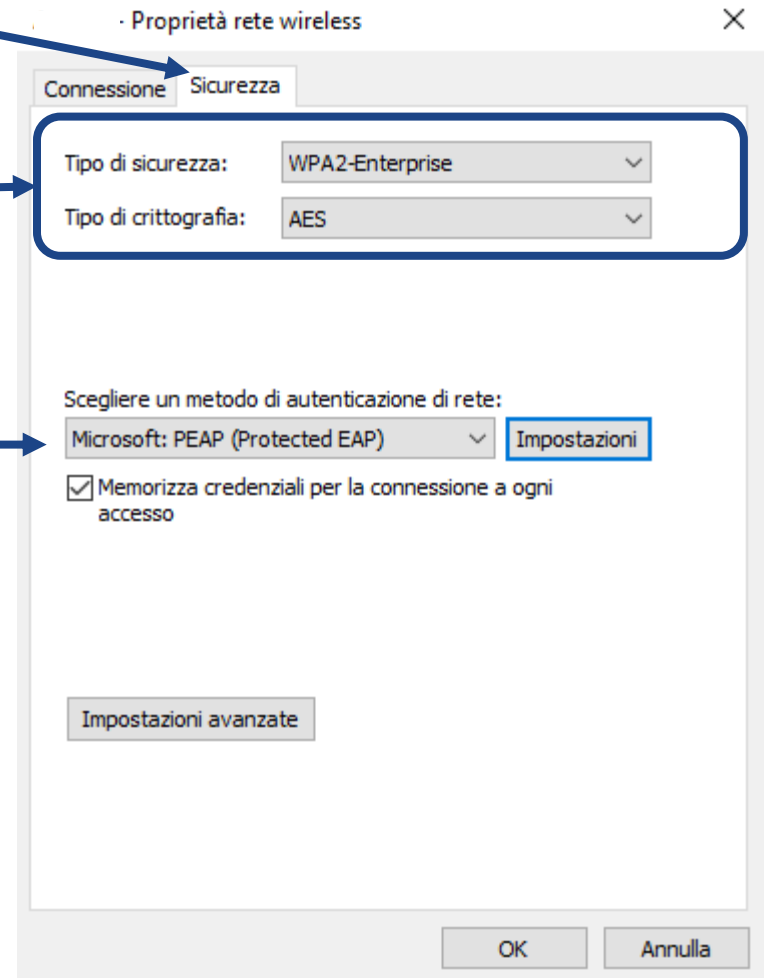 - Proprietà rete wireless
Connessione Sicurezza
Tipo di sicurezza: WPA2-Enterprise
Tipo di crittografia: AES
Scegliere un metodo di autenticazione di rete:
Microsoft: PEAP (Protected EAP) Impostazioni
Memorizza credenziali per la connessione a ogni
accesso
Impostazioni avanzate
OK Annulla